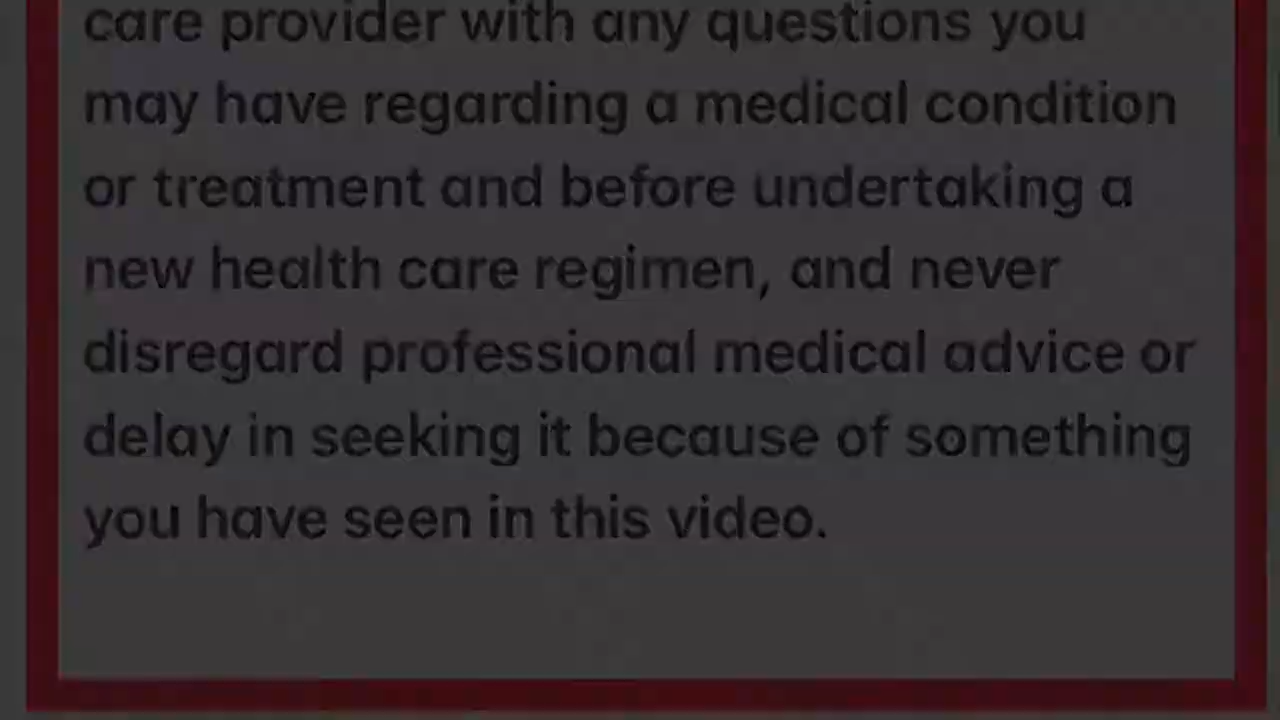 care provider with any questions you
may have regarding a medical condition
or treatment and before undertaking a
new health care regimen, and never
disregard professional medical advice or
delay in seeking it because of something
you have seen in this video.